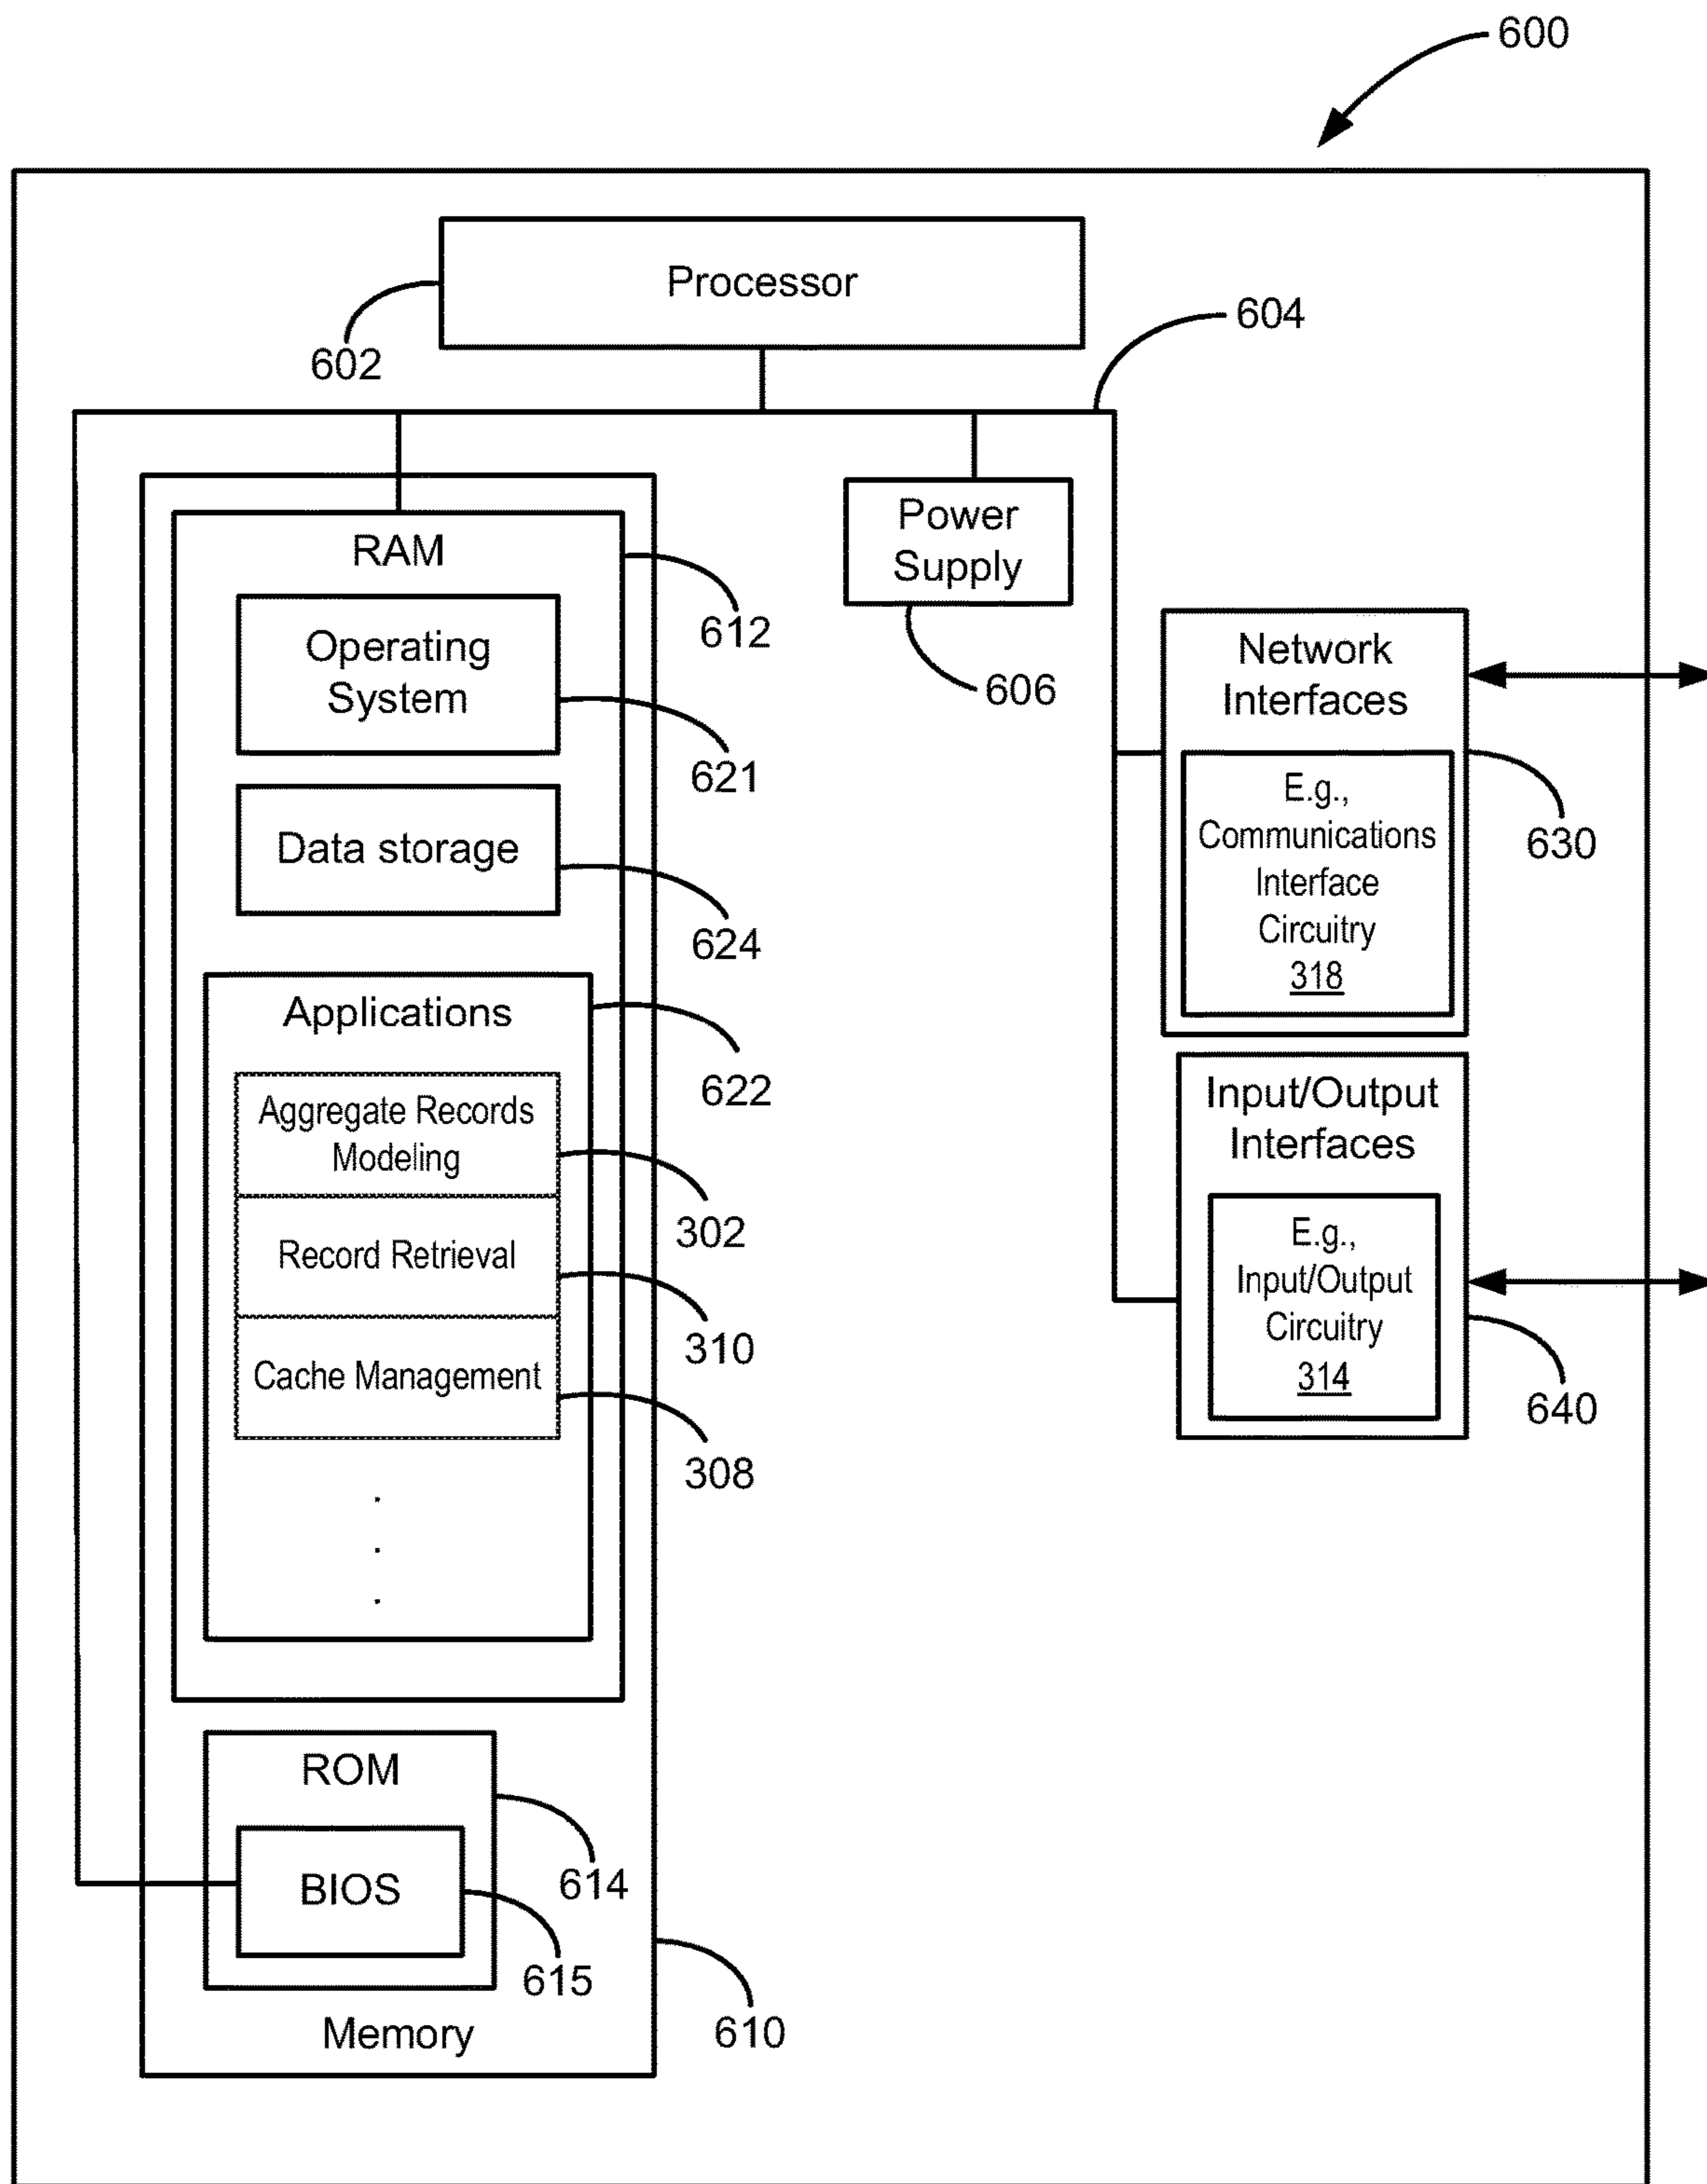 600
Processor
602
604
RAM
612
Operating
System
621
Data storage
624
Applications
622
Aggregate Records
Modeling
302
Record Retrieval
310
Cache Management
308
.
.
.
ROM
614
BIOS
615
Memory
610
Power
Supply
606
Network
Interfaces
630
E.g.,
Communications
Interface
Circuitry
318
Input/Output
Interfaces
E.g.,
Input/Output
Circuitry
314
640